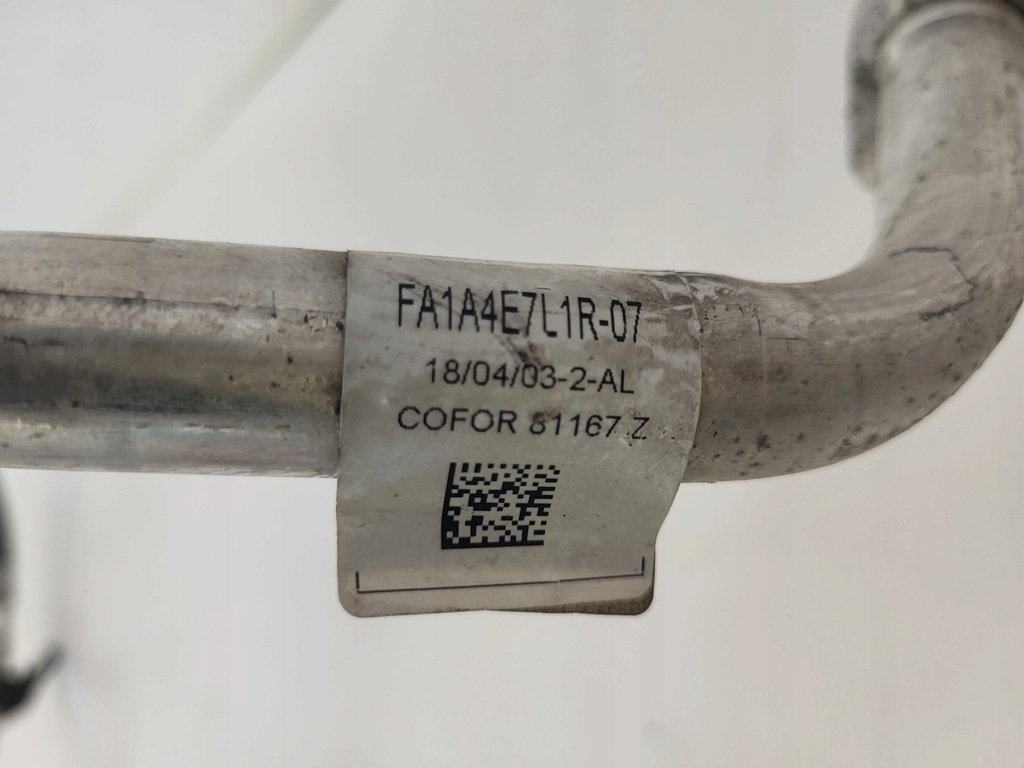 FA1A4E7L1R-07
18/04/03-2-AL
COFOR 81167 Z